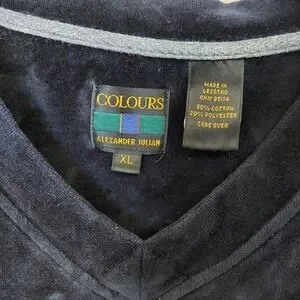 COLOURS
ALEXANDER JULIAN
XL
MADE IN
LESOTHO
80% COTTON
20% POLYESTER
CARE OVER